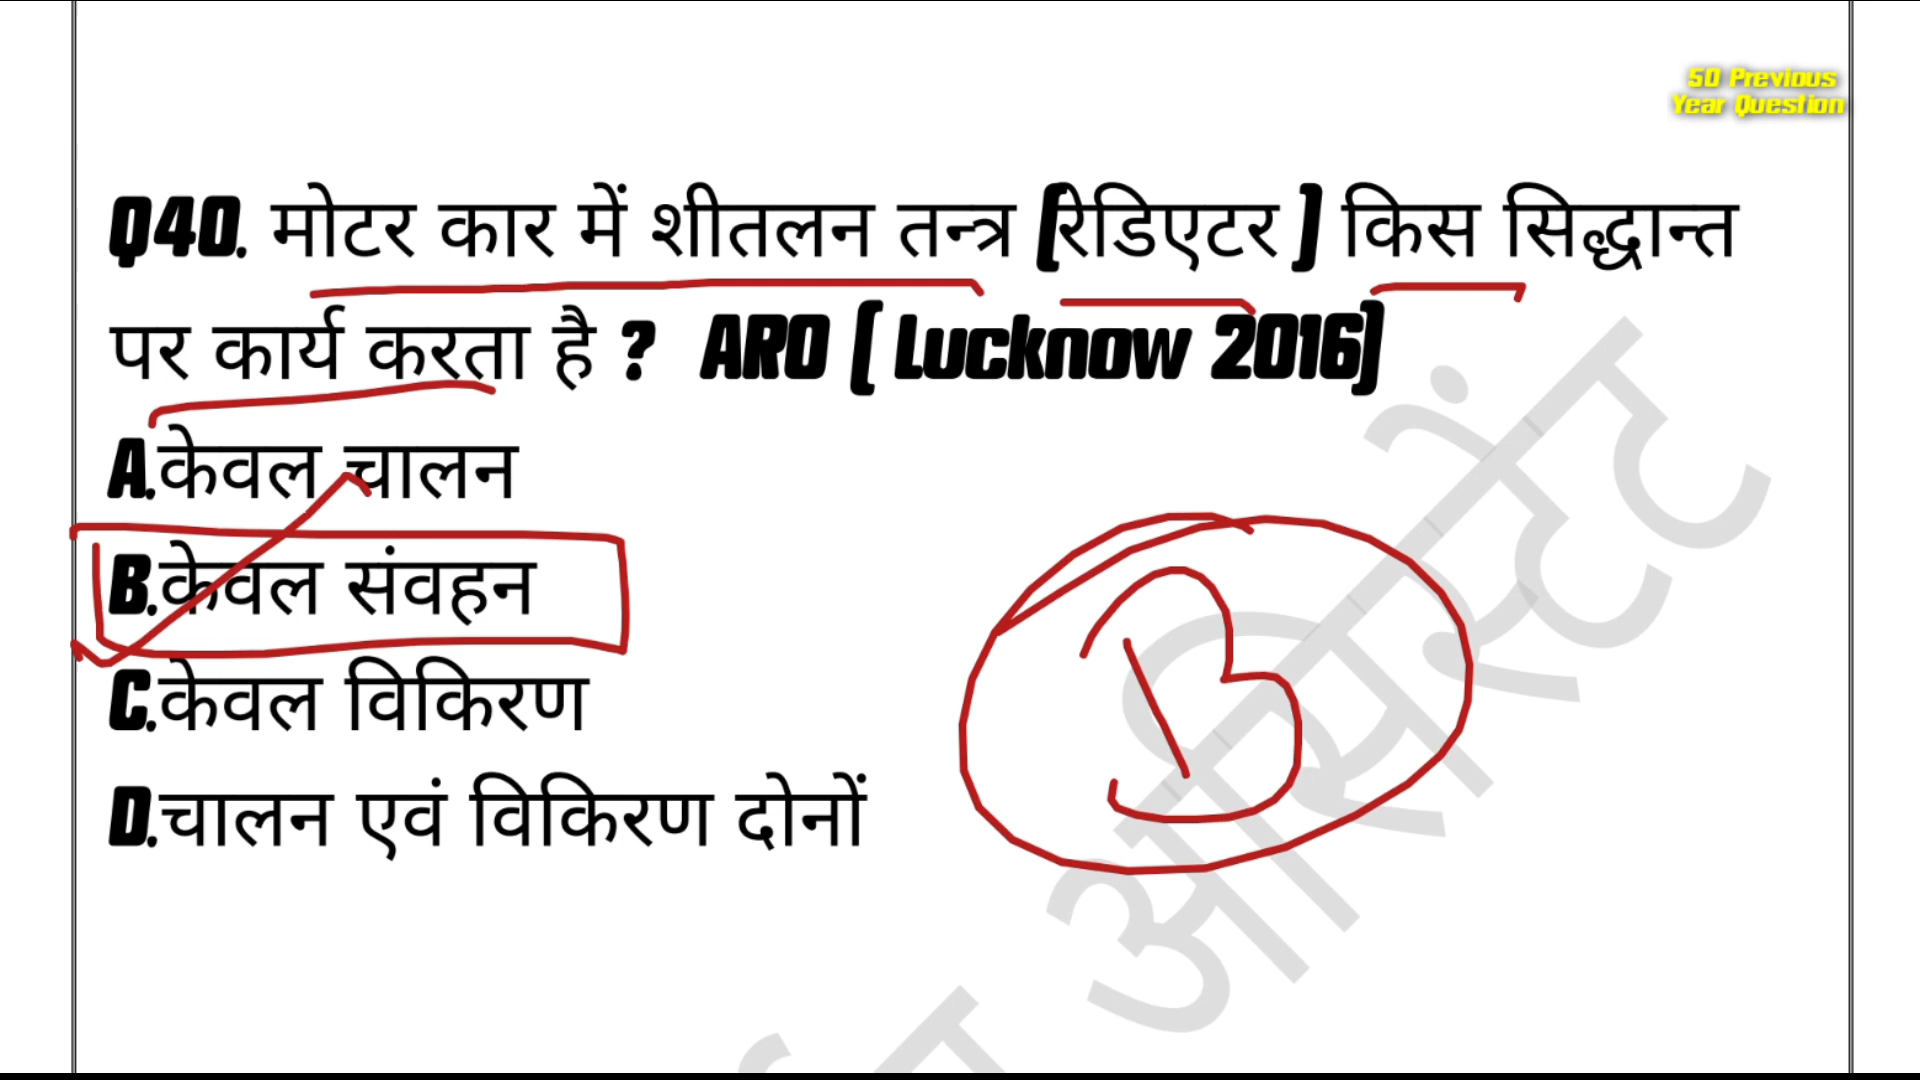 50 Previous
Year Question
Q40. मोटर कार में शीतलन तन्त्र (रेडिएटर ) किस सिद्धान्त
पर कार्य करता है ? ARO ( Lucknow 2016)
A.केवल चालन
B.केवल संवहन
C.केवल विकिरण
D.चालन एवं विकिरण दोनों
B